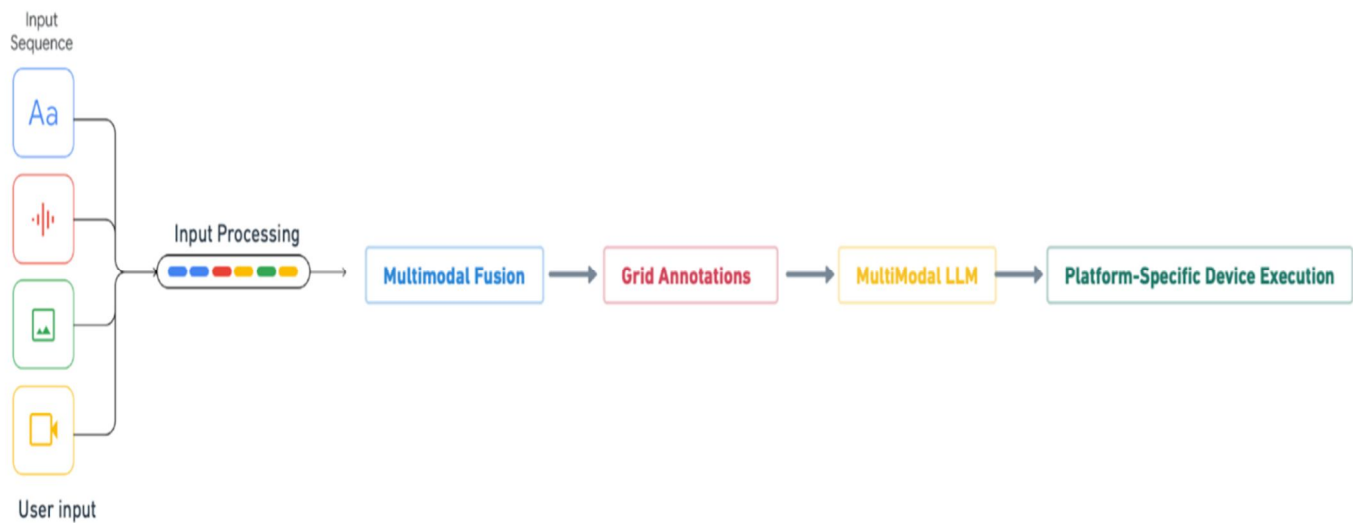 Input
Sequence
Aa
Input Processing
Multimodal Fusion
Grid Annotations
MultiModal LLM
Platform-Specific Device Execution
User input